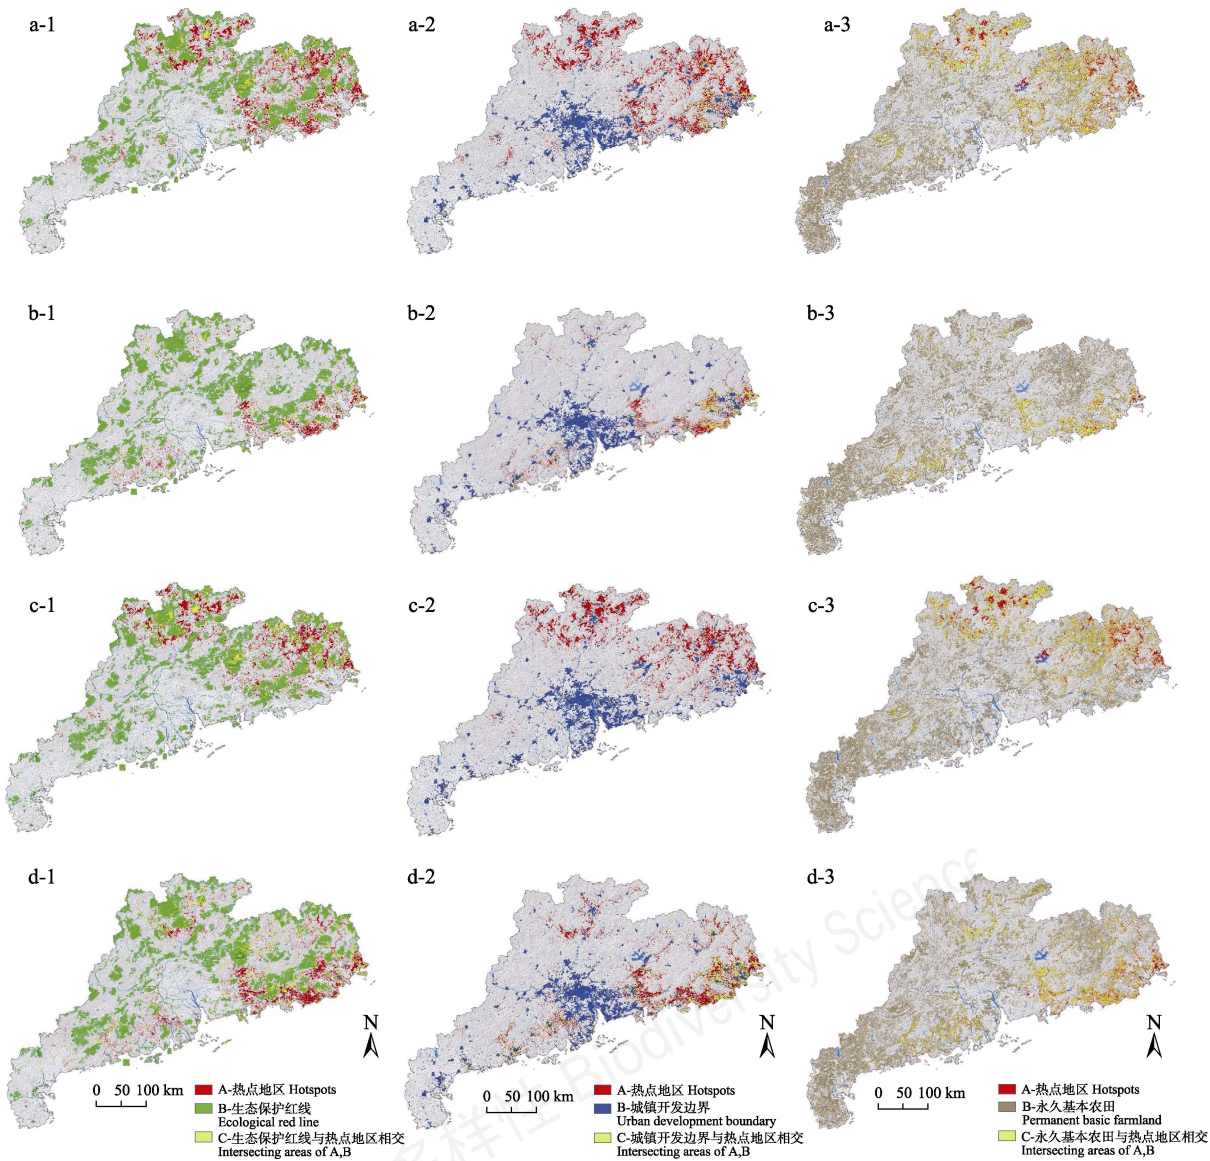 a-1
a-2
a-3
b-1
b-2
b-3
c-1
c-2
c-3
d-1
d-2
d-3
N
N
N
0 50 100 km
A-热点地区 Hotspots
B-生态保护红线
Ecological red line
C-生态保护红线与热点地区相交
Intersecting areas of A,B
0 50 100 km
A-热点地区 Hotspots
B-城镇开发边界
Urban development boundary
C-城镇开发边界与热点地区相交
Intersecting areas of A,B
0 50 100 km
A-热点地区 Hotspots
B-永久基本农田
Permanent basic farmland
C-永久基本农田与热点地区相交
Intersecting areas of A,B
多样性 Biodiversity Science